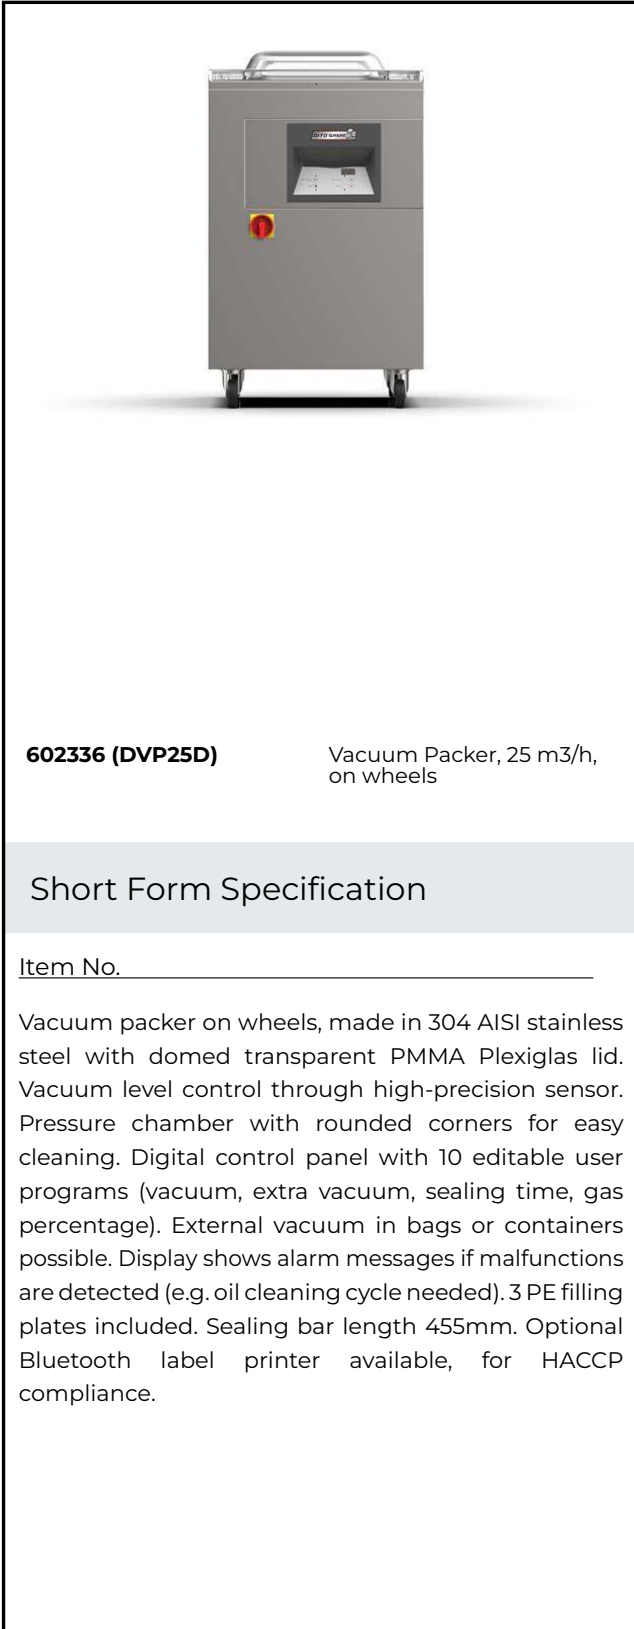 DITO SAMA
602336 (DVP25D)
Vacuum Packer, 25 m3/h,
on wheels
Short Form Specification
Item No.
Vacuum packer on wheels, made in 304 AISI stainless
steel with domed transparent PMMA Plexiglas lid.
Vacuum level control through high-precision sensor.
Pressure chamber with rounded corners for easy
cleaning. Digital control panel with 10 editable user
programs (vacuum, extra vacuum, sealing time, gas
percentage). External vacuum in bags or containers
possible. Display shows alarm messages if malfunctions
are detected (e.g. oil cleaning cycle needed). 3 PE filling
plates included. Sealing bar length 455mm. Optional
Bluetooth label printer available, for HACCP
compliance.